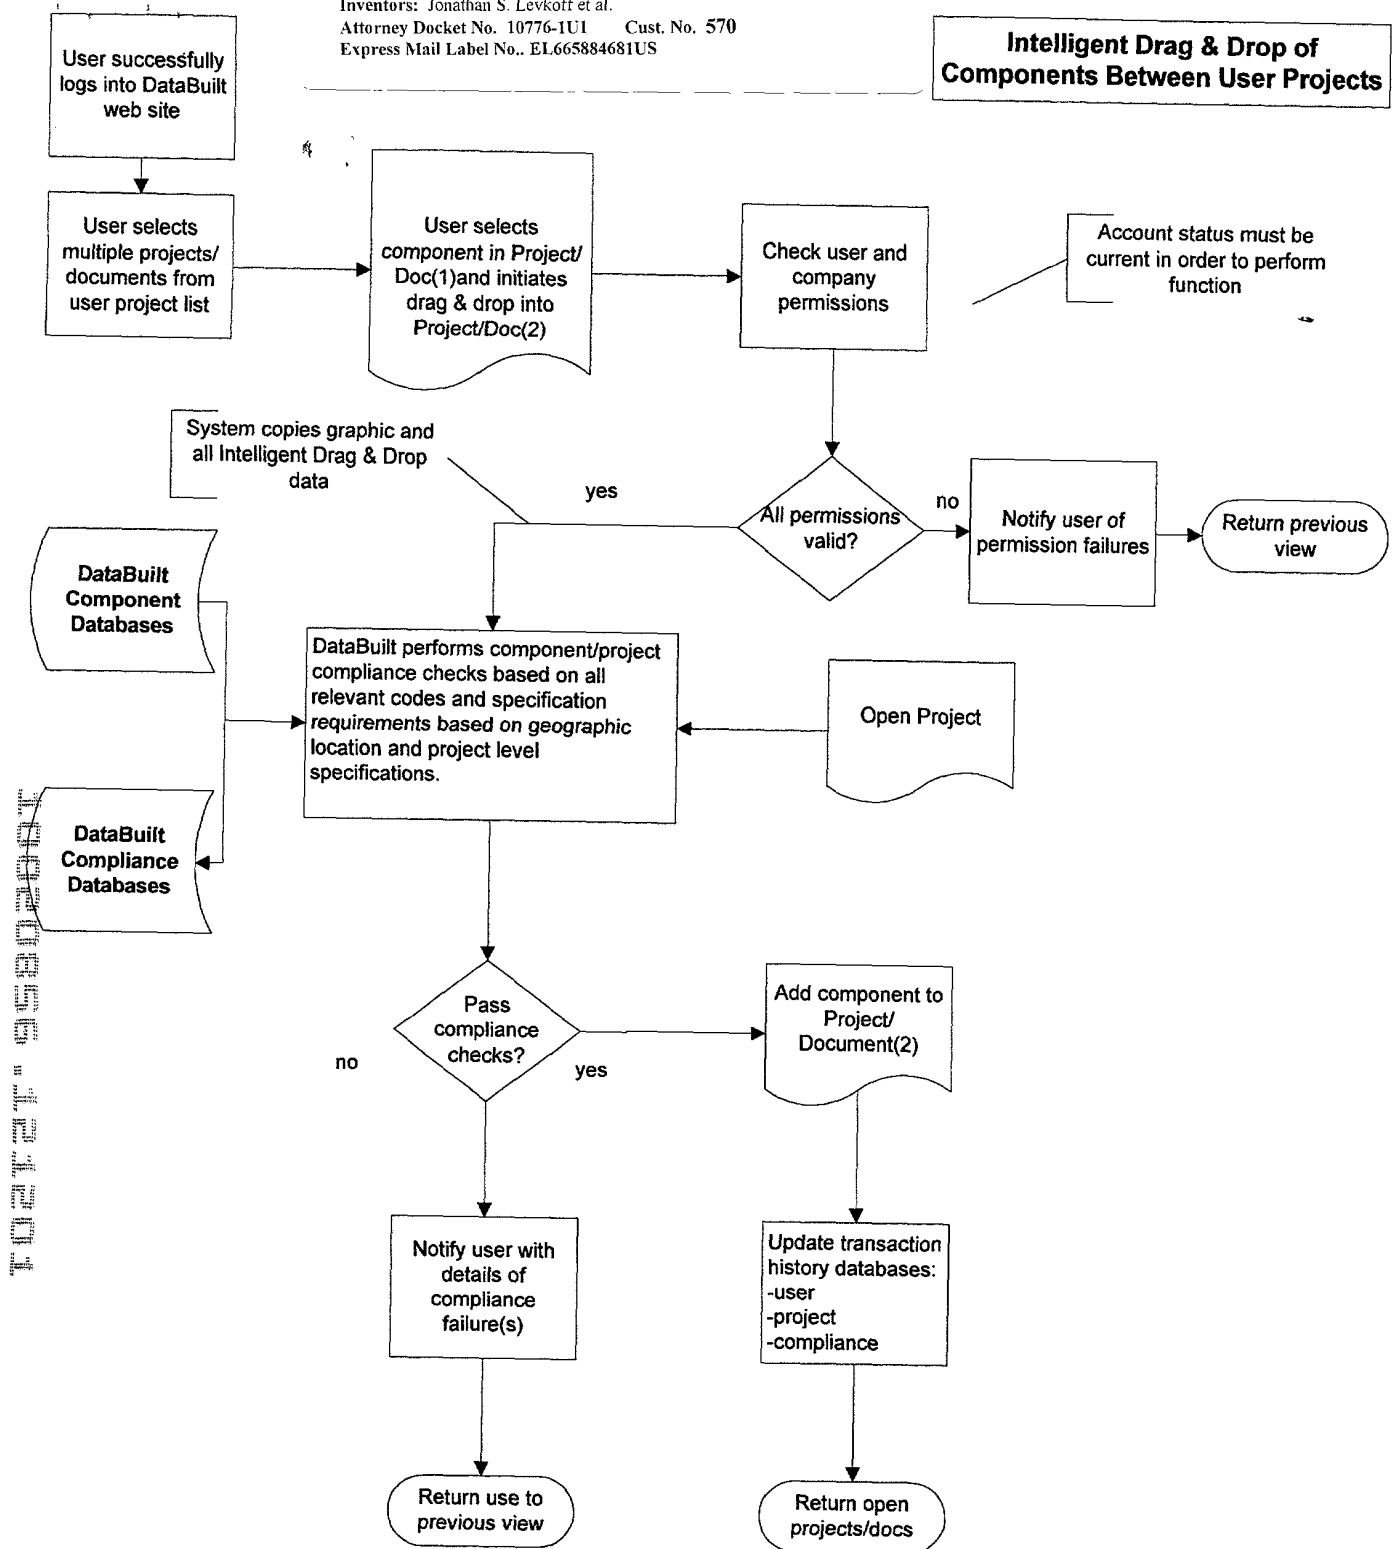 Inventors: Jonathan S. Levkoff et al.
Attorney Docket No. 10776-1U1 Cust. No. 570
Express Mail Label No.. EL665884681US
Intelligent Drag & Drop of
Components Between User Projects
User successfully
logs into DataBuilt
web site
User selects
multiple projects/
documents from
user project list
User selects
component in Project/
Doc(1)and initiates
drag & drop into
Project/Doc(2)
Check user and
company
permissions
Account status must be
current in order to perform
function
System copies graphic and
all Intelligent Drag & Drop
data
yes
All permissions
valid?
no
Notify user of
permission failures
Return previous
view
DataBuilt
Component
Databases
DataBuilt performs component/project
compliance checks based on all
relevant codes and specification
requirements based on geographic
location and project level
specifications.
Open Project
DataBuilt
Compliance
Databases
Pass
compliance
checks?
no
yes
Add component to
Project/
Document(2)
Notify user with
details of
compliance
failure(s)
Update transaction
history databases:
-user
-project
-compliance
Return use to
previous view
Return open
projects/docs